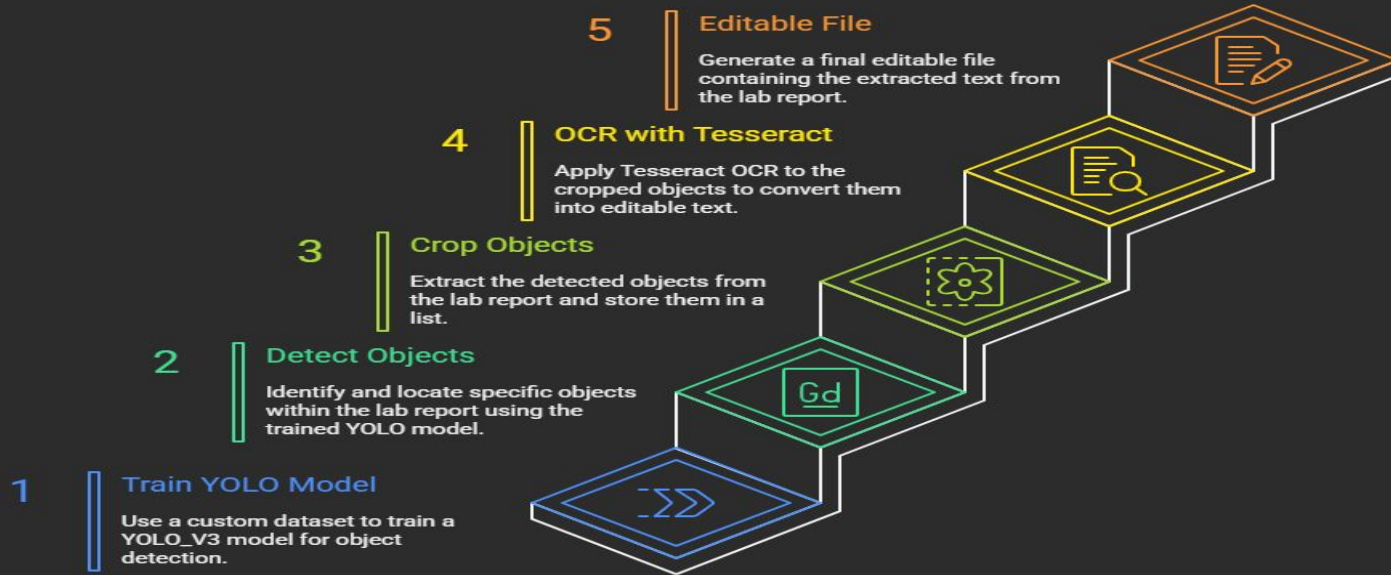 5
Editable File
Generate a final editable file
containing the extracted text from
the lab report.
4
OCR with Tesseract
Apply Tesseract OCR to the
cropped objects to convert them
into editable text.
3
Crop Objects
Extract the detected objects from
the lab report and store them in a
list.
2
Detect Objects
Identify and locate specific objects
within the lab report using the
trained YOLO model.
Gd
1
Train YOLO Model
Use a custom dataset to train a
YOLO_V3 model for object
detection.